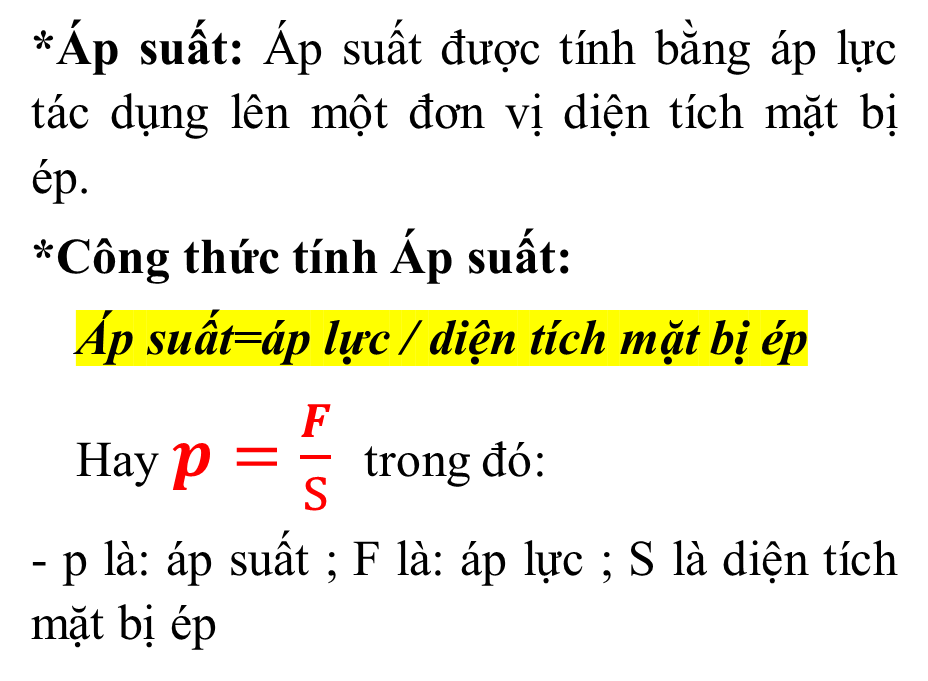 *Áp suất: Áp suất được tính bằng áp lực
tác dụng lên một đơn vị diện tích mặt bị
ép.
*Công thức tính Áp suất:
Áp suất=áp lực / diện tích mặt bị ép
Hay p = F/S trong đó:
- p là: áp suất ; F là: áp lực ; S là diện tích
mặt bị ép